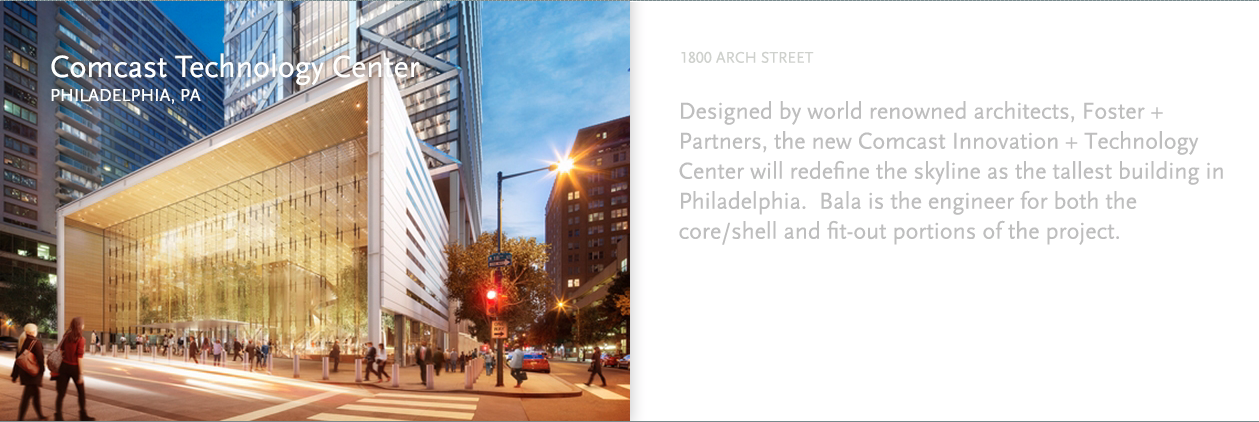 Comcast Technology Center
PHILADELPHIA, PA
1800 ARCH STREET
Designed by world renowned architects, Foster +
Partners, the new Comcast Innovation + Technology
Center will redefine the skyline as the tallest building in
Philadelphia.  Bala is the engineer for both the
core/shell and fit-out portions of the project.